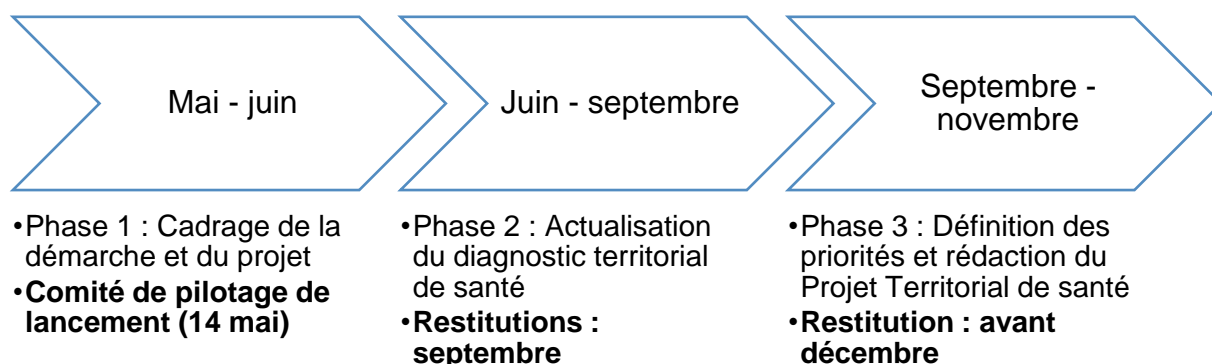 Mai - juin
•Phase 1 : Cadrage de la
démarche et du projet
•Comité de pilotage de
lancement (14 mai)
Juin - septembre
•Phase 2 : Actualisation
du diagnostic territorial
de santé
•Restitutions :
septembre
Septembre -
novembre
•Phase 3 : Définition des
priorités et rédaction du
Projet Territorial de santé
•Restitution : avant
décembre